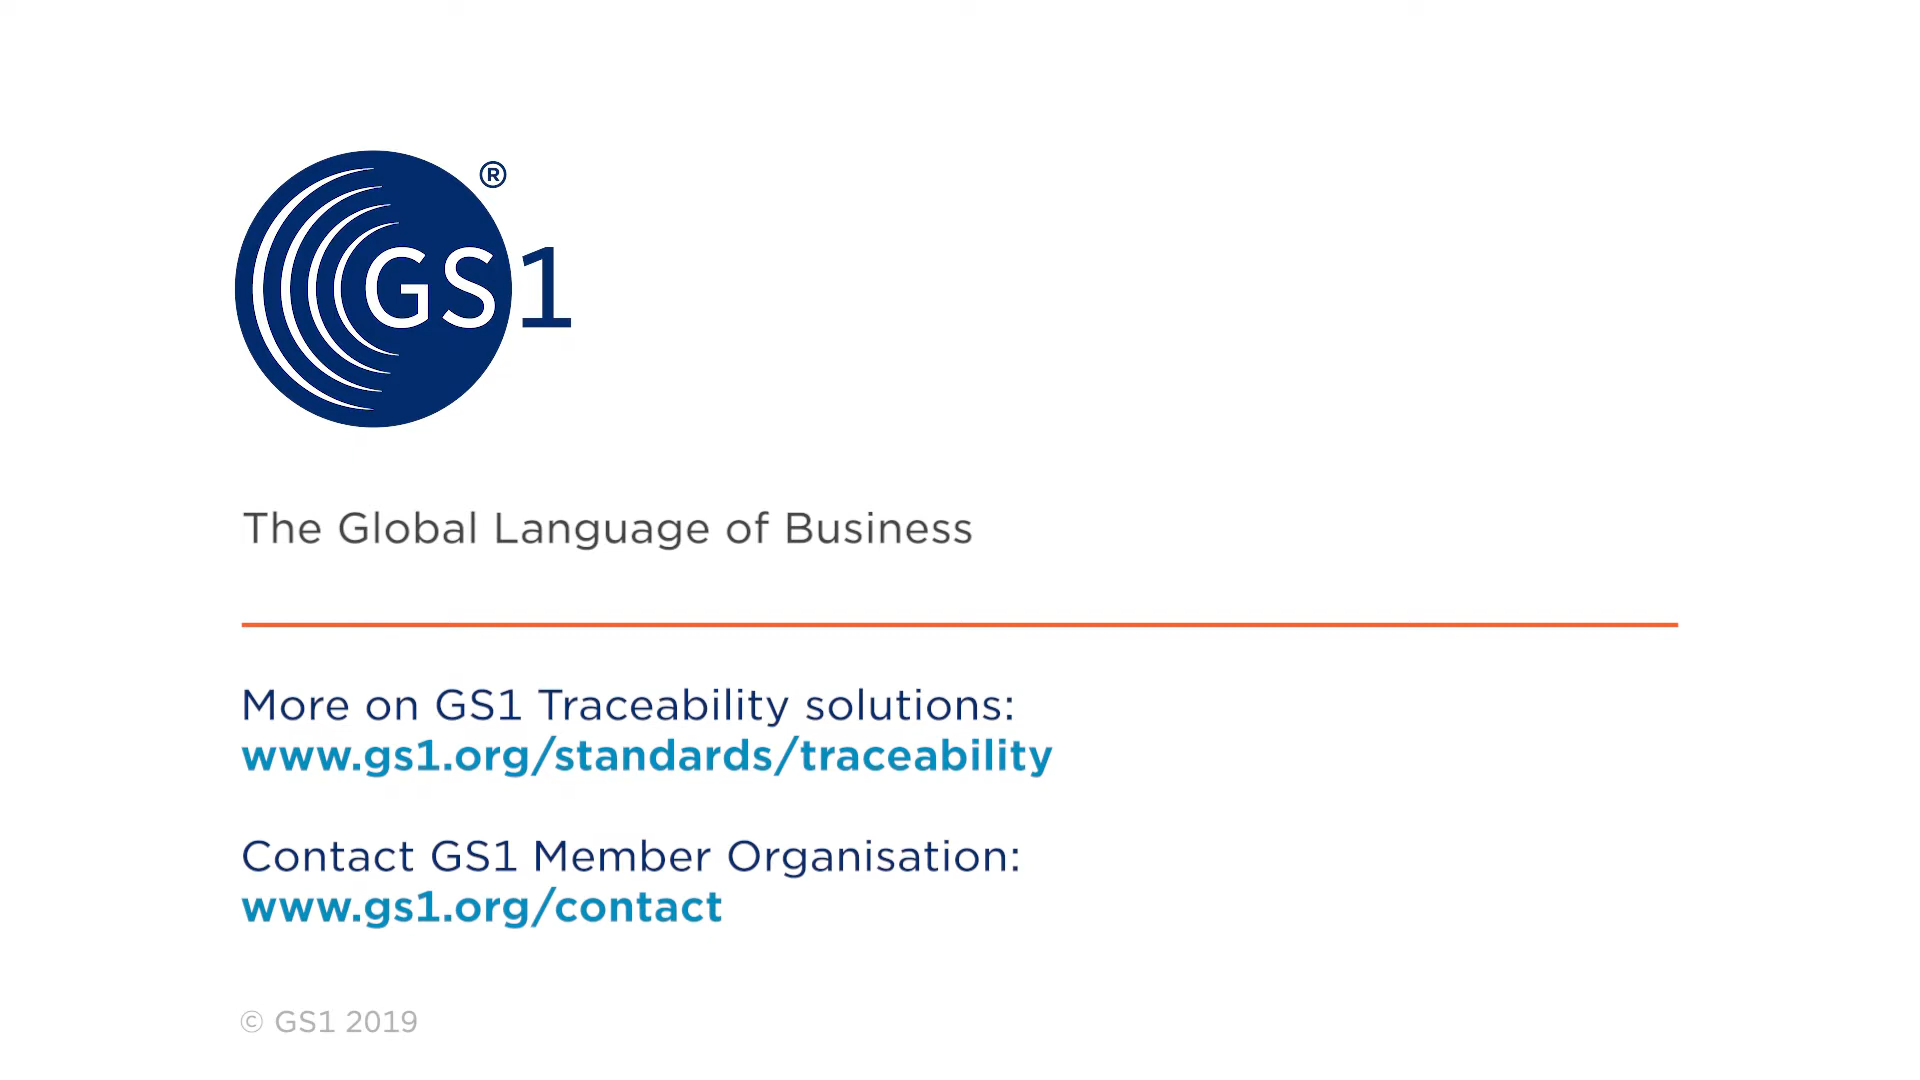 GS1®
The Global Language of Business
More on GS1 Traceability solutions:
www.gs1.org/standards/traceability
Contact GS1 Member Organisation:
www.gs1.org/contact
© GS1 2019